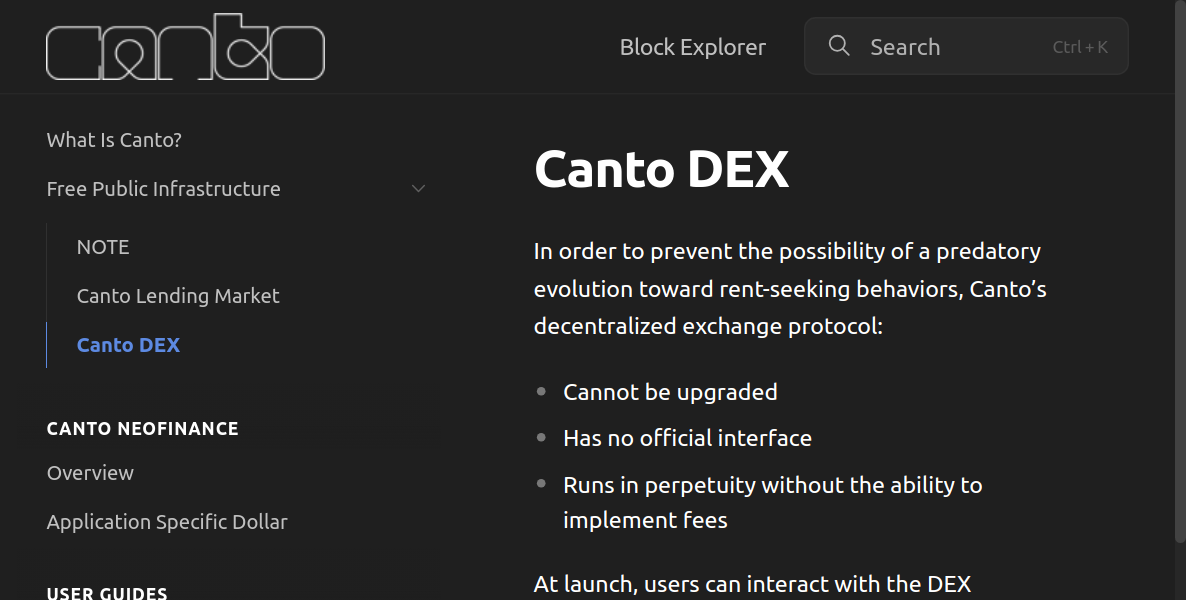 canto
Block Explorer
Search
Ctrl + K
What Is Canto?
Free Public Infrastructure
NOTE
Canto Lending Market
Canto DEX
CANTO NEOFINANCE
Overview
Application Specific Dollar
USER GUIDES
Canto DEX
In order to prevent the possibility of a predatory
evolution toward rent-seeking behaviors, Canto’s
decentralized exchange protocol:
Cannot be upgraded
Has no official interface
Runs in perpetuity without the ability to
implement fees
At launch, users can interact with the DEX